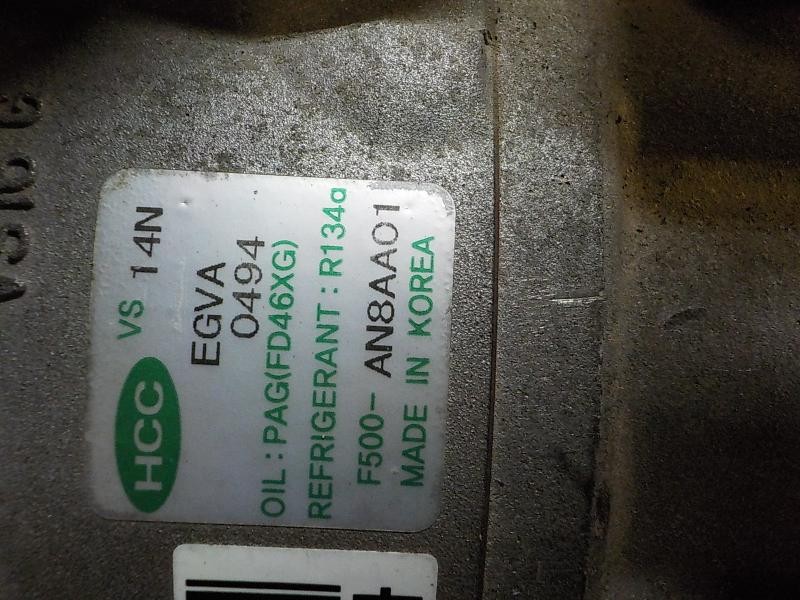 HCC VS 14N
EGVA
0494
OIL : PAG(FD46XG)
REFRIGERANT : R134a
F500-AN8AA01
MADE IN KOREA